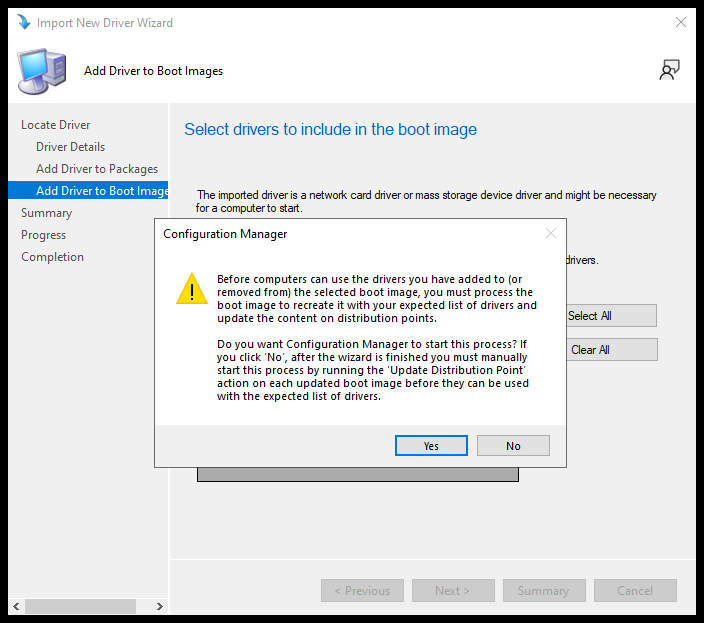 Import New Driver Wizard
Add Driver to Boot Images
Locate Driver
Driver Details
Add Driver to Packages
Add Driver to Boot Image
Summary
Progress
Completion
Select drivers to include in the boot image
The imported driver is a network card driver or mass storage device driver and might be necessary
for a computer to start.
drivers.
Select All
Clear All
Configuration Manager
Before computers can use the drivers you have added to (or
removed from) the selected boot image, you must process the
boot image to recreate it with your expected list of drivers and
update the content on distribution points.
Do you want Configuration Manager to start this process? If
you click 'No', after the wizard is finished you must manually
start this process by running the 'Update Distribution Point'
action on each updated boot image before they can be used
with the expected list of drivers.
Yes
No
< Previous
Next >
Summary
Cancel